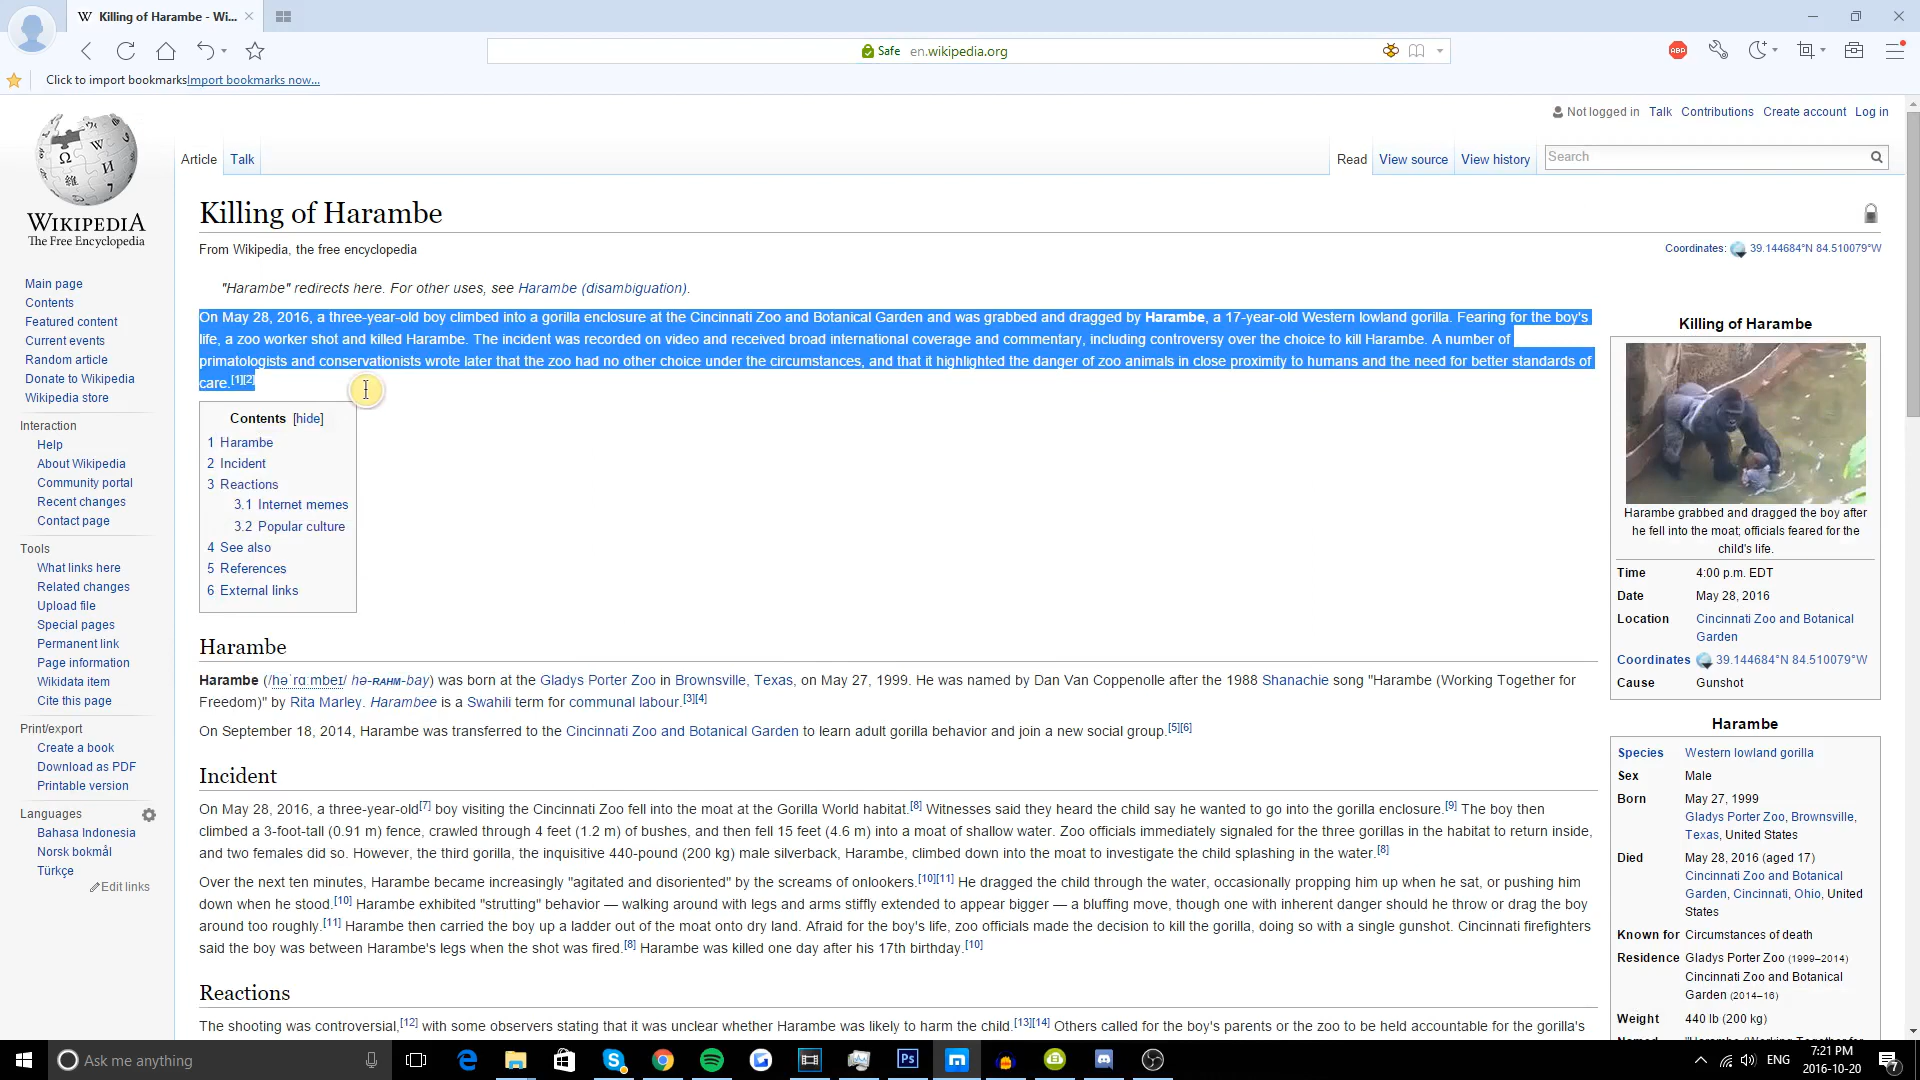 Killing of Harambe - Wi...
Safe en.wikipedia.org
ABP
Click to import bookmarksImport bookmarks now...
Not logged in Talk Contributions Create account Log in
WIKIPEDIA
The Free Encyclopedia
Article Talk
Read View source View history Search
Killing of Harambe
From Wikipedia, the free encyclopedia
Coordinates: 39.144684°N 84.510079°W
"Harambe" redirects here. For other uses, see Harambe (disambiguation).
On May 28, 2016, a three-year-old boy climbed into a gorilla enclosure at the Cincinnati Zoo and Botanical Garden and was grabbed and dragged by Harambe, a 17-year-old Western lowland gorilla. Fearing for the boy's
life, a zoo worker shot and killed Harambe. The incident was recorded on video and received broad international coverage and commentary, including controversy over the choice to kill Harambe. A number of
primatologists and conservationists wrote later that the zoo had no other choice under the circumstances, and that it highlighted the danger of zoo animals in close proximity to humans and the need for better standards of
care.[1][2]
Contents [hide]
1 Harambe
2 Incident
3 Reactions
3.1 Internet memes
3.2 Popular culture
4 See also
5 References
6 External links
Harambe
Harambe (/həˈrɑːmbeɪ/ hə-RAHM-bay) was born at the Gladys Porter Zoo in Brownsville, Texas, on May 27, 1999. He was named by Dan Van Coppenolle after the 1988 Shanachie song "Harambe (Working Together for
Freedom)" by Rita Marley. Harambee is a Swahili term for communal labour.[3][4]
On September 18, 2014, Harambe was transferred to the Cincinnati Zoo and Botanical Garden to learn adult gorilla behavior and join a new social group.[5][6]
Incident
On May 28, 2016, a three-year-old[7] boy visiting the Cincinnati Zoo fell into the moat at the Gorilla World habitat.[8] Witnesses said they heard the child say he wanted to go into the gorilla enclosure.[9] The boy then
climbed a 3-foot-tall (0.91 m) fence, crawled through 4 feet (1.2 m) of bushes, and then fell 15 feet (4.6 m) into a moat of shallow water. Zoo officials immediately signaled for the three gorillas in the habitat to return inside,
and two females did so. However, the third gorilla, the inquisitive 440-pound (200 kg) male silverback, Harambe, climbed down into the moat to investigate the child splashing in the water.[8]
Over the next ten minutes, Harambe became increasingly "agitated and disoriented" by the screams of onlookers.[10][11] He dragged the child through the water, occasionally propping him up when he sat, or pushing him
down when he stood.[10] Harambe exhibited "strutting" behavior — walking around with legs and arms stiffly extended to appear bigger — a bluffing move, though one with inherent danger should he throw or drag the boy
around too roughly.[11] Harambe then carried the boy up a ladder out of the moat onto dry land. Afraid for the boy's life, zoo officials made the decision to kill the gorilla, doing so with a single gunshot. Cincinnati firefighters
said the boy was between Harambe's legs when the shot was fired.[8] Harambe was killed one day after his 17th birthday.[10]
Reactions
The shooting was controversial,[12] with some observers stating that it was unclear whether Harambe was likely to harm the child.[13][14] Others called for the boy's parents or the zoo to be held accountable for the gorilla's
Main page
Contents
Featured content
Current events
Random article
Donate to Wikipedia
Wikipedia store
Interaction
Help
About Wikipedia
Community portal
Recent changes
Contact page
Tools
What links here
Related changes
Upload file
Special pages
Permanent link
Page information
Wikidata item
Cite this page
Print/export
Create a book
Download as PDF
Printable version
Languages
Bahasa Indonesia
Norsk bokmål
Türkçe
Edit links
Killing of Harambe
Harambe grabbed and dragged the boy after
he fell into the moat; officials feared for the
child's life.
Time 4:00 p.m. EDT
Date May 28, 2016
Location Cincinnati Zoo and Botanical
Garden
Coordinates 39.144684°N 84.510079°W
Cause Gunshot
Harambe
Species Western lowland gorilla
Sex Male
Born May 27, 1999
Gladys Porter Zoo, Brownsville,
Texas, United States
Died May 28, 2016 (aged 17)
Cincinnati Zoo and Botanical
Garden, Cincinnati, Ohio, United
States
Known for Circumstances of death
Residence Gladys Porter Zoo (1999–2014)
Cincinnati Zoo and Botanical
Garden (2014–16)
Weight 440 lb (200 kg)
Ask me anything
Ps
ENG
7:21 PM
2016-10-20
7